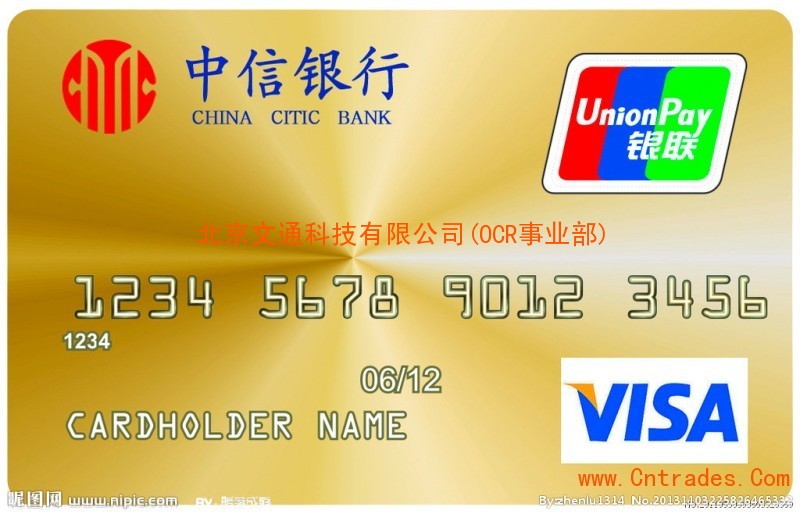 中信银行
CHINA CITIC BANK
UnionPay
银联
北京文通科技有限公司(OCR事业部)
1234 5678 9012 3456
1234
06/12
CARDHOLDER NAME
VISA
www.Cntrades.Com
昵图网 www.nipic.com
By:zhenlu1314 No.20131103225826465333